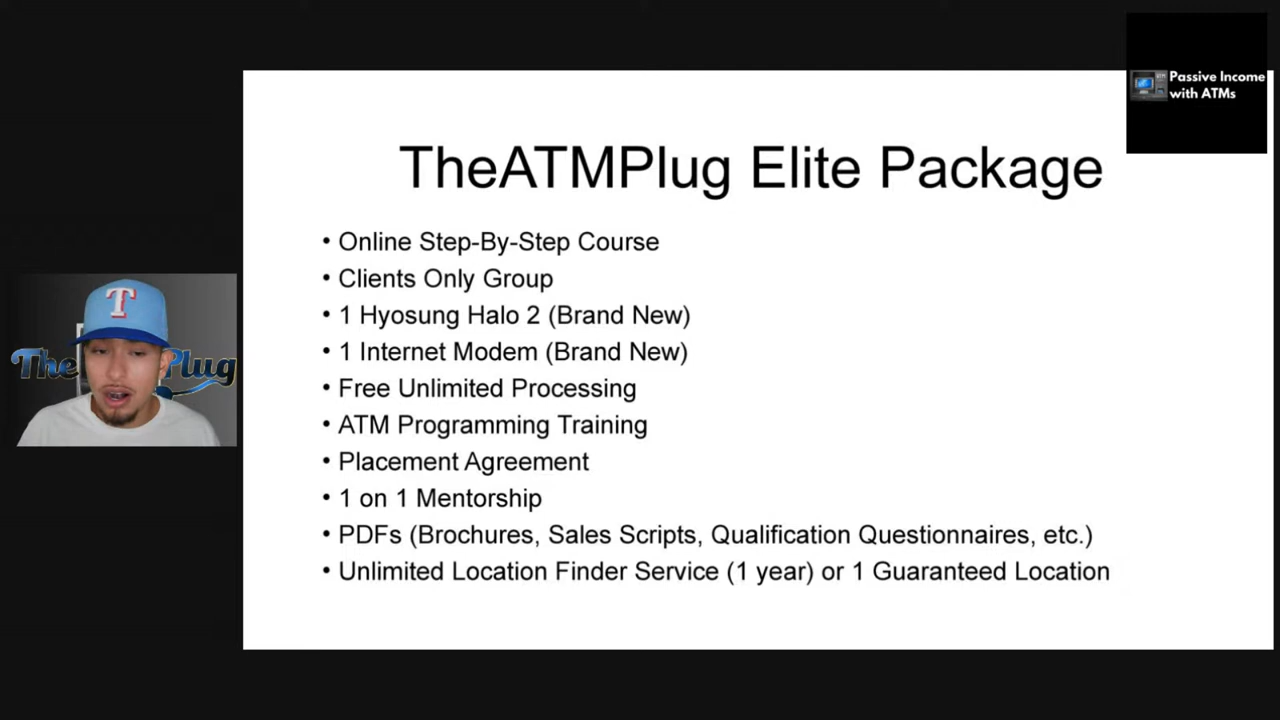 Passive Income
with ATMs
TheATMPlug Elite Package
• Online Step-By-Step Course
• Clients Only Group
• 1 Hyosung Halo 2 (Brand New)
• 1 Internet Modem (Brand New)
• Free Unlimited Processing
• ATM Programming Training
• Placement Agreement
• 1 on 1 Mentorship
• PDFs (Brochures, Sales Scripts, Qualification Questionnaires, etc.)
• Unlimited Location Finder Service (1 year) or 1 Guaranteed Location
T
The Plug